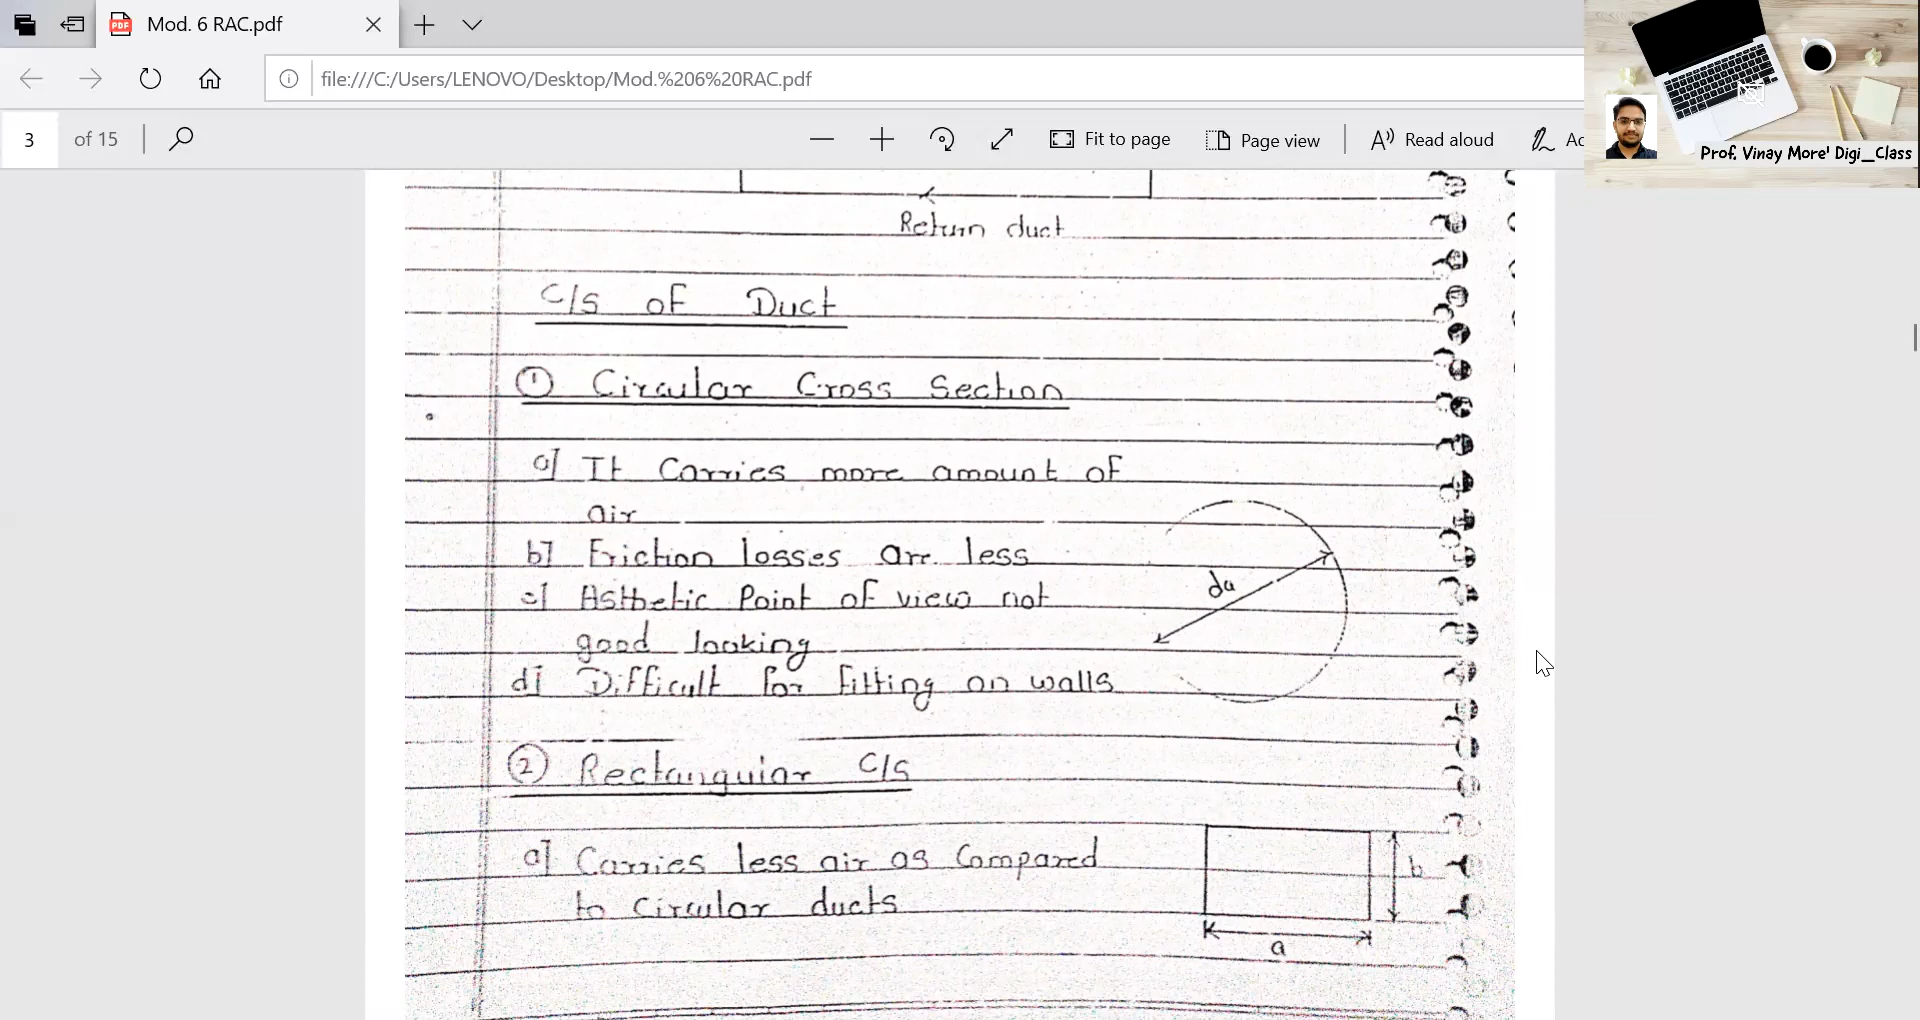 Mod. 6 RAC.pdf
file:///C:/Users/LENOVO/Desktop/Mod.%206%20RAC.pdf
3 of 15
Fit to page
Page view
Read aloud
Prof. Vinay More' Digi_Class
Return duct
C/s of Duct
① Circular Cross Section
a] It Carries more amount of
air
b] Friction losses are less
c] Asthetic Point of view not
good looking
d] Difficult for fitting on walls
da
② Rectangular C/s
a] Carries less air as Compared
to Circular ducts
b
a